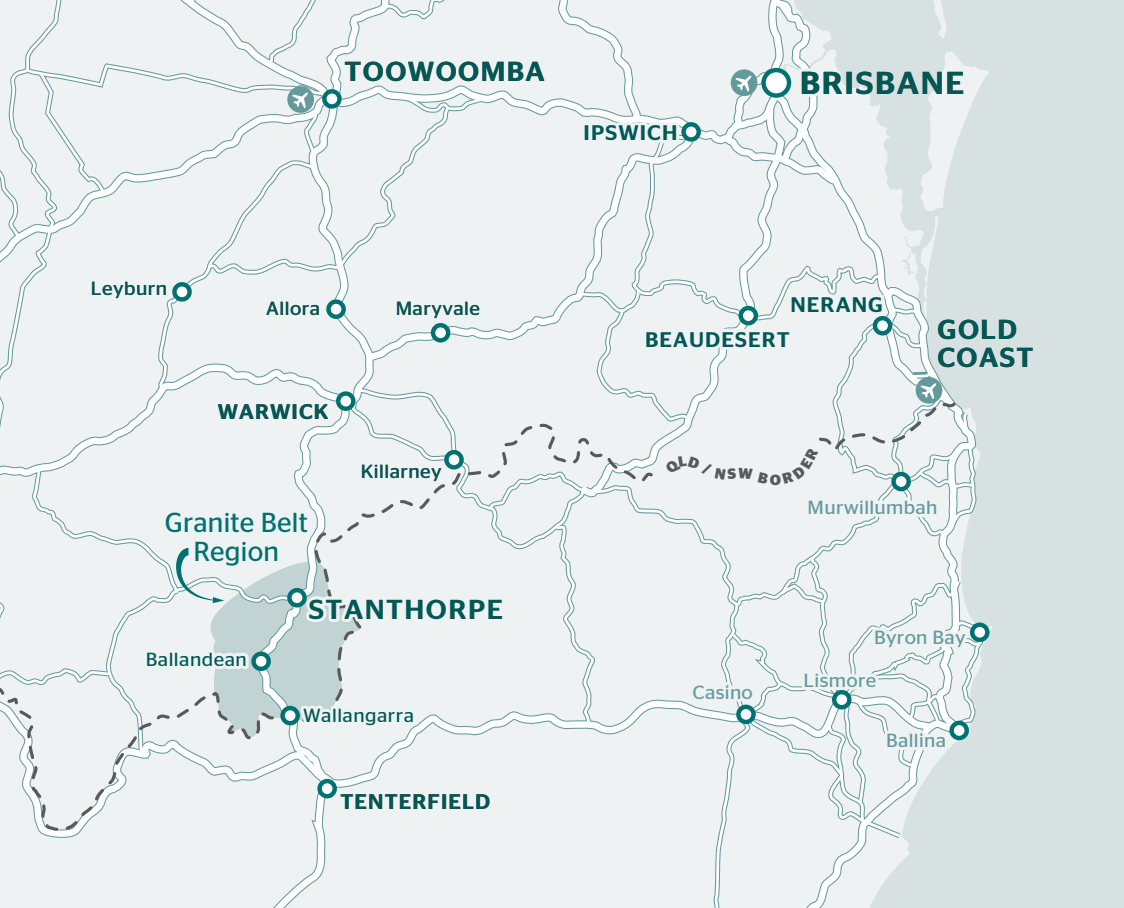 TOOWOOMBA
BRISBANE
IPSWICH
Leyburn
Allora
Maryvale
NERANG
BEAUDESERT
GOLD
COAST
WARWICK
Killarney
QLD / NSW BORDER
Murwillumbah
Granite Belt
Region
STANTHORPE
Byron Bay
Ballandean
Lismore
Casino
Wallangarra
Ballina
TENTERFIELD